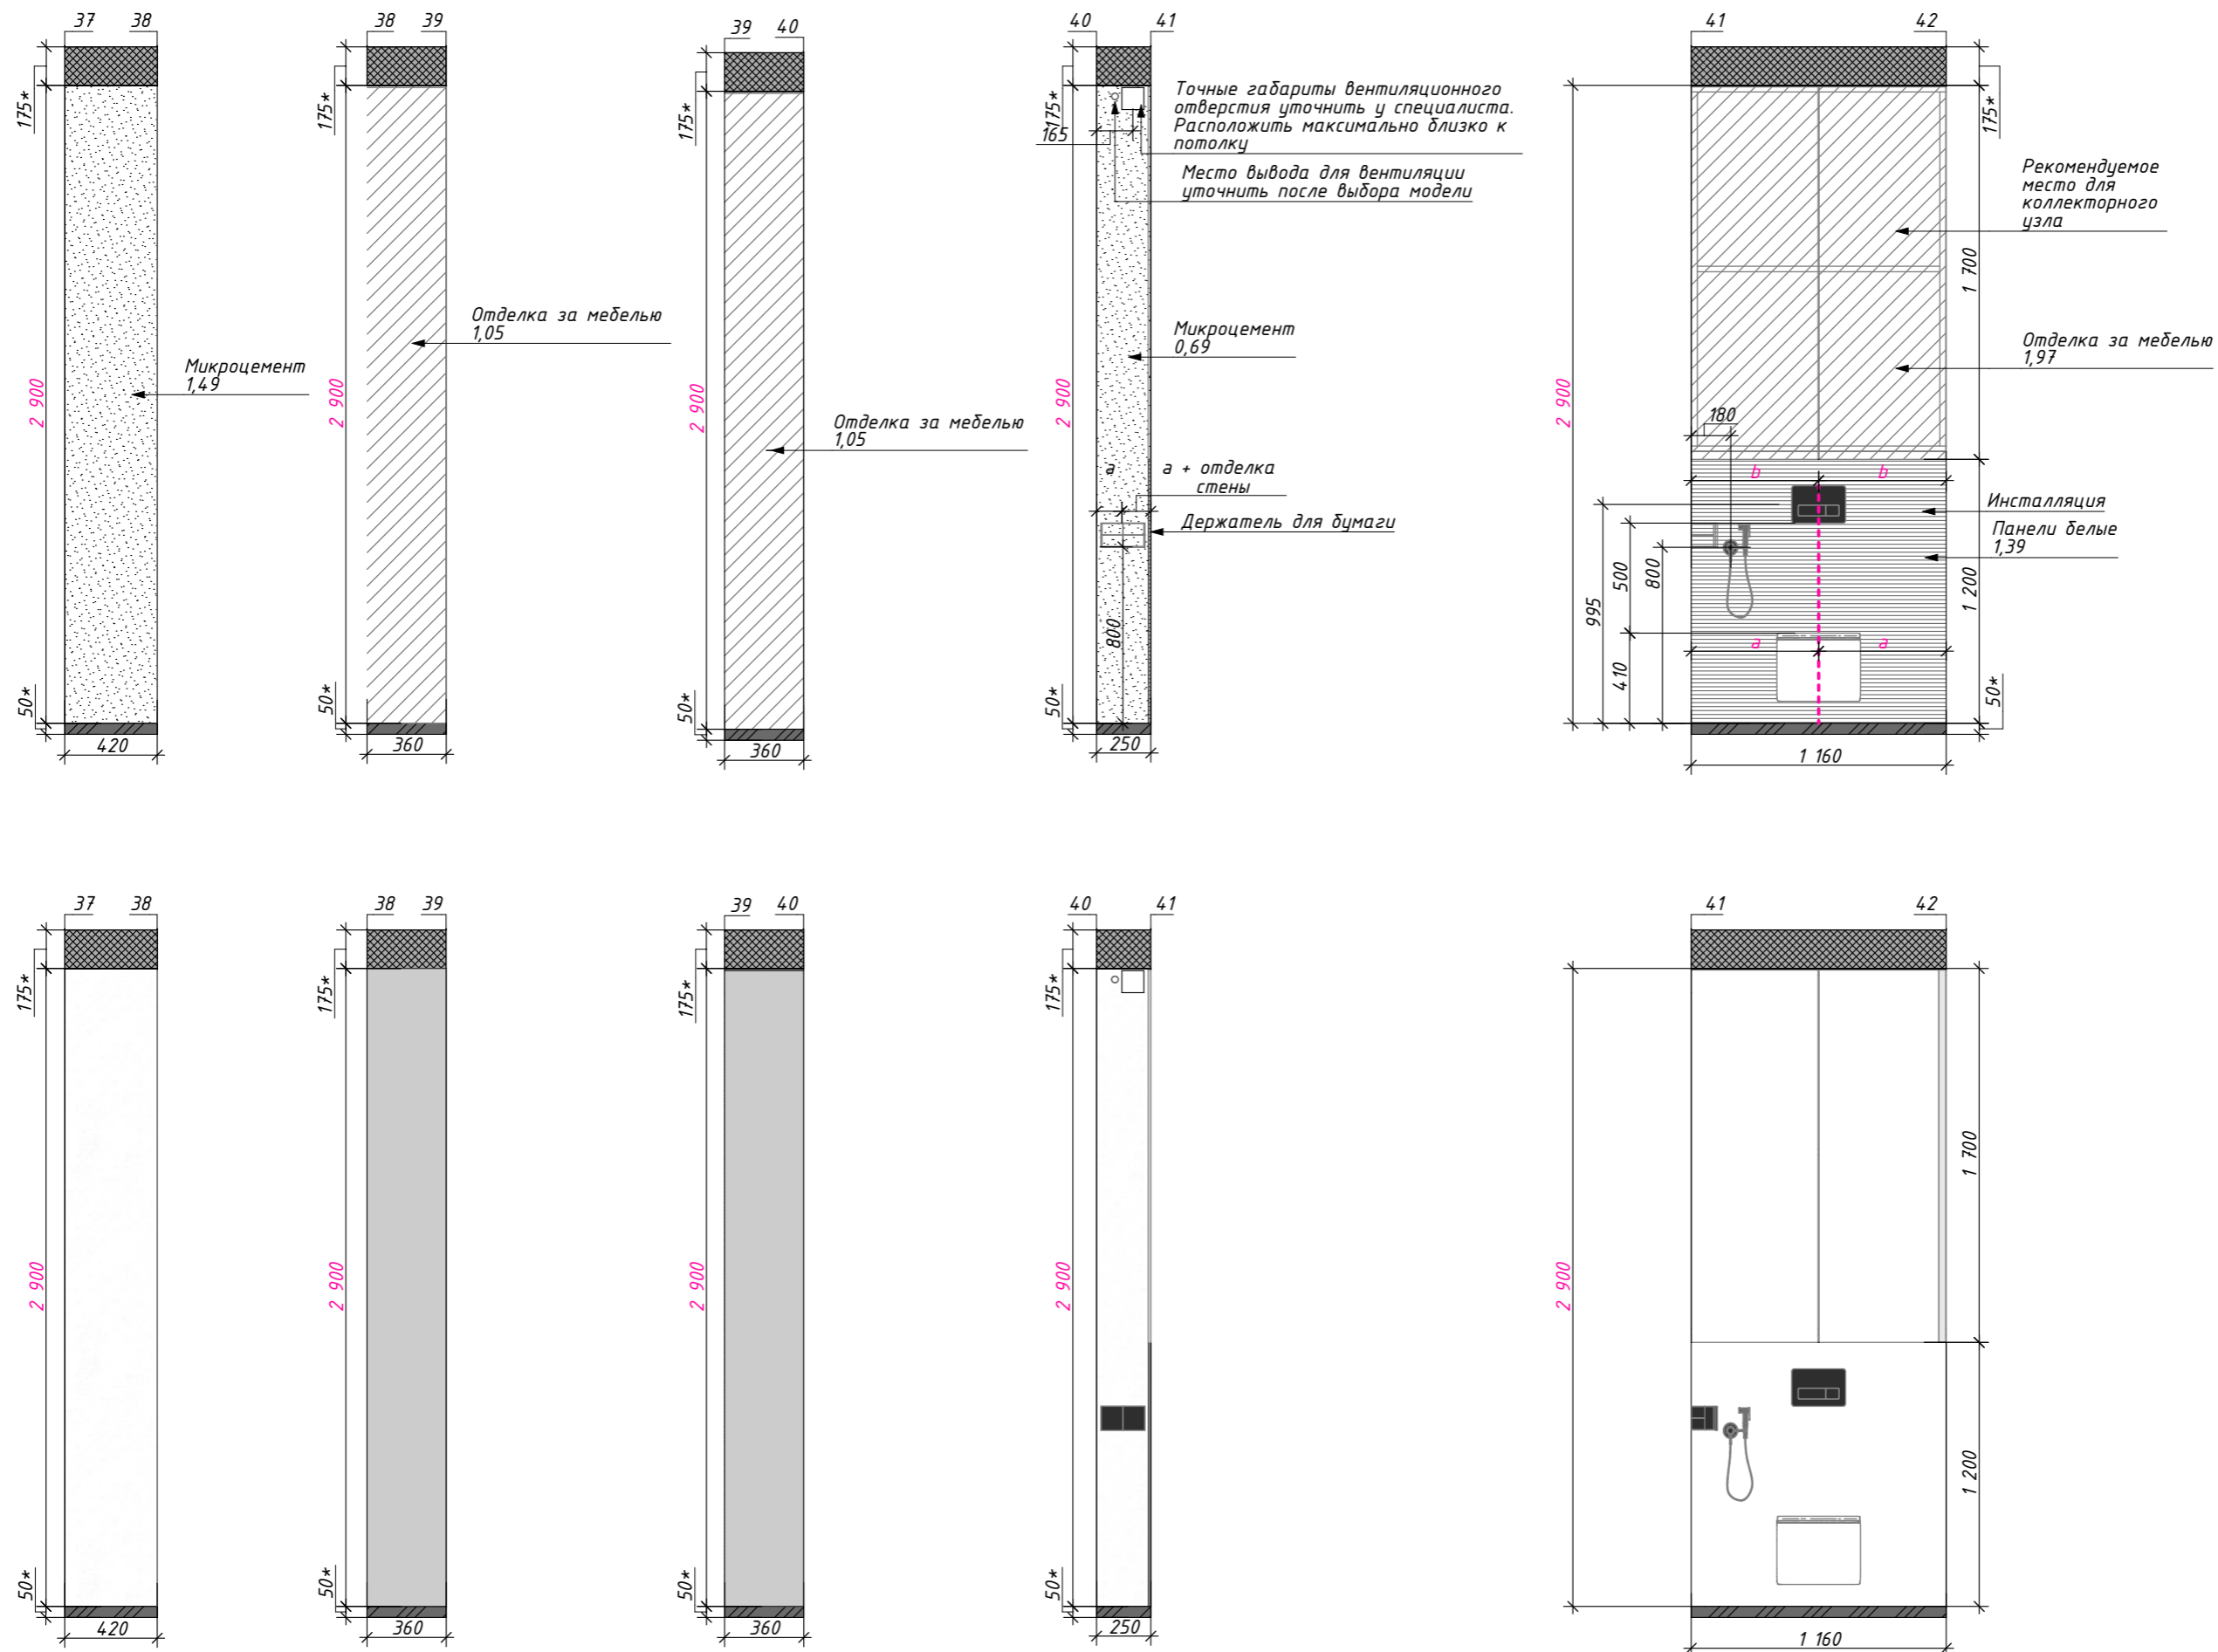 37 38
175*
2 900
Микроцемент
1,49
50*
420
38 39
175*
2 900
Отделка за мебелью
1,05
50*
360
39 40
175*
2 900
Отделка за мебелью
1,05
50*
360
40 41
175*
165
Точные габариты вентиляционного
отверстия уточнить у специалиста.
Расположить максимально близко к
потолку
Место вывода для вентиляции
уточнить после выбора модели
Микроцемент
0,69
2 900
a
a + отделка
стены
Держатель для бумаги
800
50*
250
41 42
175*
Рекомендуемое
место для
коллекторного
узла
1 700
Отделка за мебелью
1,97
2 900
180
b b
Инсталляция
Панели белые
1,39
995
500
800
1 200
410
a a
50*
1 160
37 38
175*
2 900
50*
420
38 39
175*
2 900
50*
360
39 40
175*
2 900
50*
360
40 41
175*
2 900
50*
250
41 42
1 700
2 900
1 200
1 160